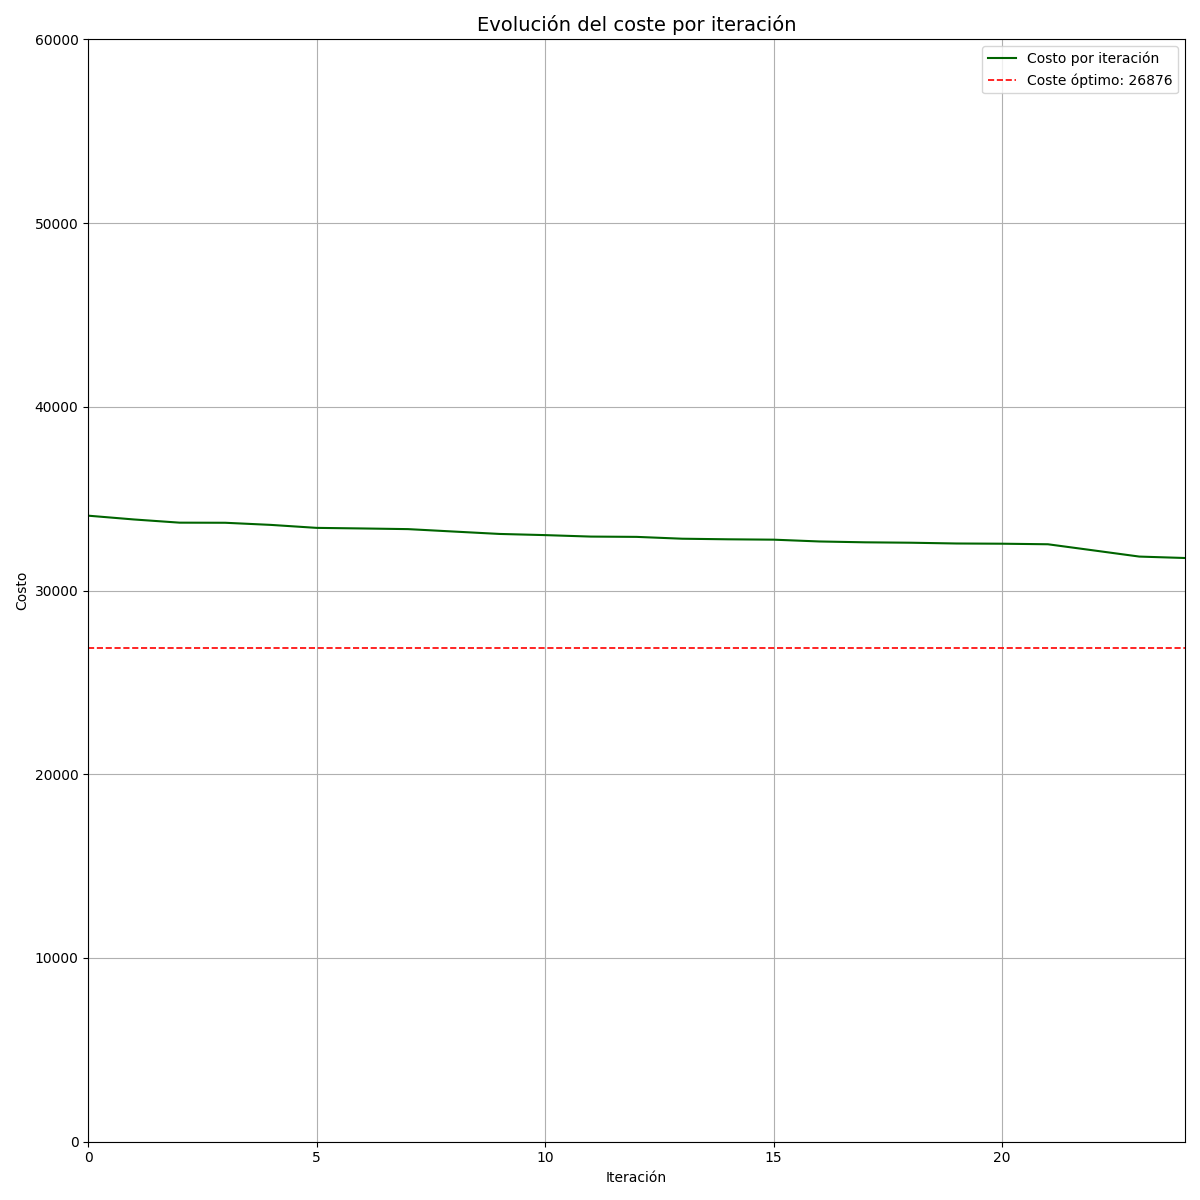 Evolución del coste por iteración
Costo por iteración
Coste óptimo: 26876
60000
50000
40000
30000
20000
10000
0
Costo
0 5 10 15 20
Iteración